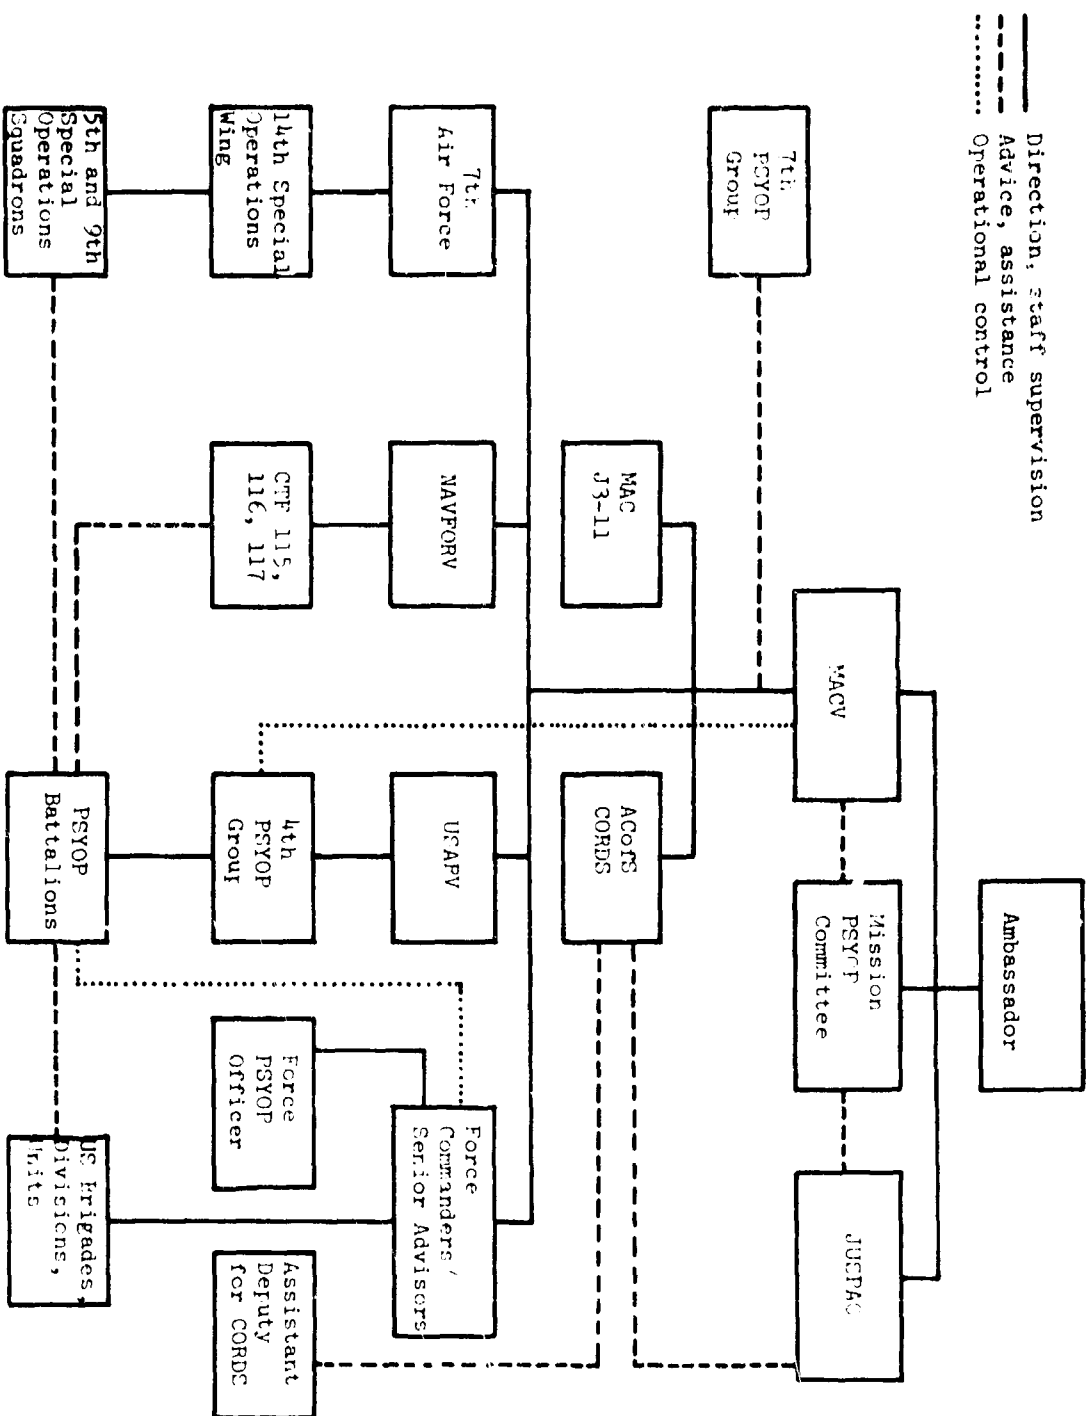 Ambassador
MACV
Mission
PSYOP
Committee
JUSPAO
7th
PSYOP
Group
MAC
J3-11
ACofS
CORDS
7th
Air Force
NAVFORV
USARV
Force
Commanders/
Senior Advisors
14th Special
Operations
Wing
CTF 115,
116, 117
4th
PSYOP
Group
Force
PSYOP
Officer
Assistant
Deputy
for CORDS
5th and 9th
Special
Operations
Squadrons
PSYOP
Battalions
US Brigades,
Divisions,
Units
Direction, staff supervision
Advice, assistance
Operational control